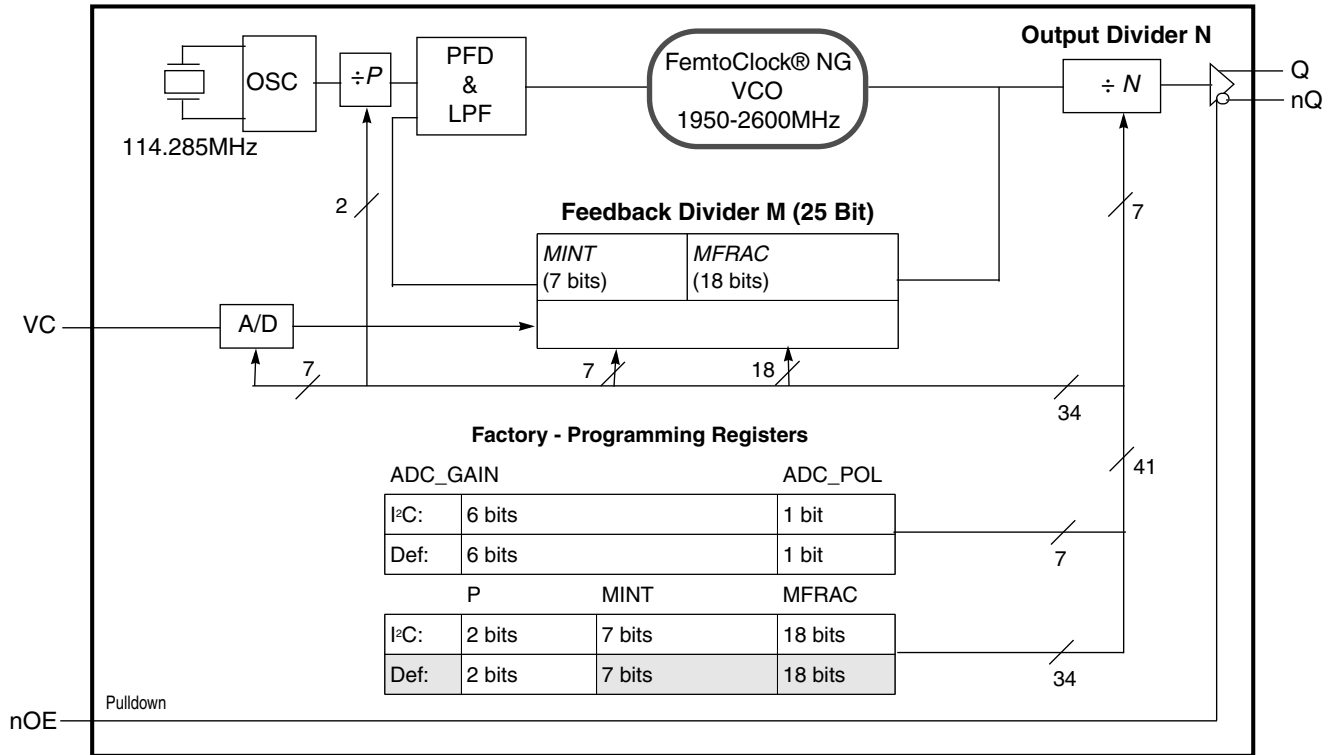 Output Divider N
OSC
÷P
PFD
&
LPF
FemtoClock® NG
VCO
1950-2600MHz
÷ N
Q
nQ
114.285MHz
2
7
Feedback Divider M (25 Bit)
MINT
(7 bits)
MFRAC
(18 bits)
VC
A/D
7
7
18
34
Factory - Programming Registers
41
ADC_GAIN ADC_POL
I²C: 6 bits 1 bit
Def: 6 bits 1 bit
7
P MINT MFRAC
I²C: 2 bits 7 bits 18 bits
Def: 2 bits 7 bits 18 bits
34
Pulldown
nOE